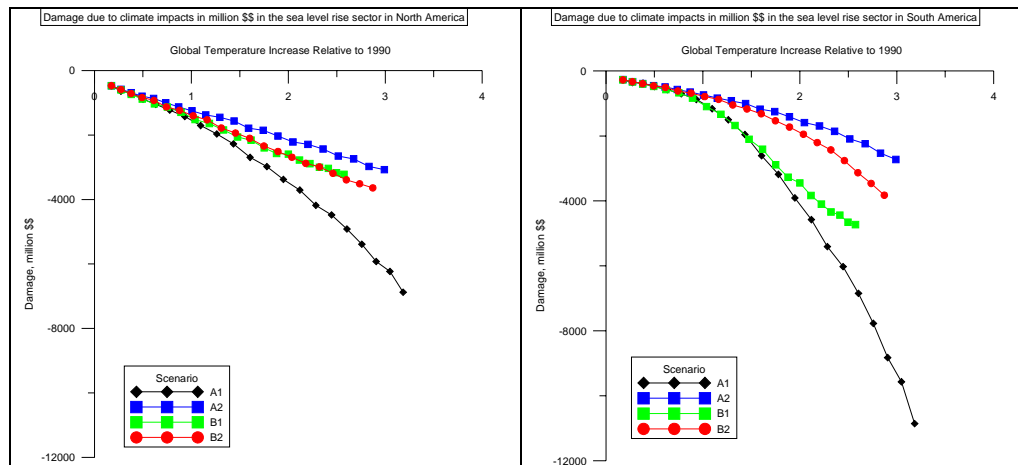 Damage due to climate impacts in million $$ in the sea level rise sector in North America
Global Temperature Increase Relative to 1990
0
0
1
2
3
4
-4000
-8000
-12000
Damage, million $$
Scenario
A1
A2
B1
B2
Damage due to climate impacts in million $$ in the sea level rise sector in South America
Global Temperature Increase Relative to 1990
0
0
1
2
3
4
-4000
-8000
-12000
Damage, million $$
Scenario
A1
A2
B1
B2